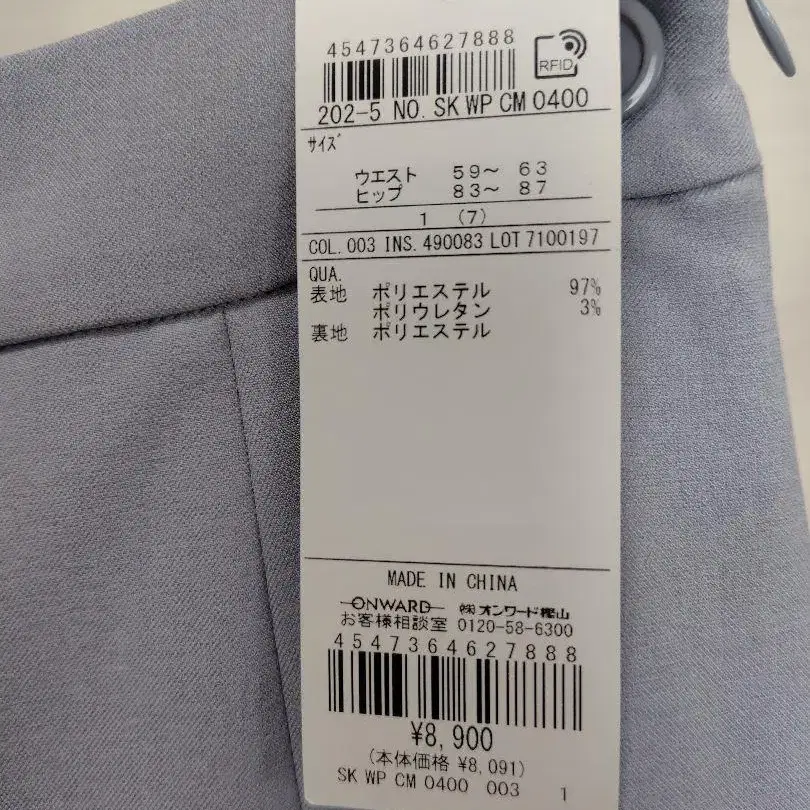 4547364627888
RFID
202-5 NO. SK WP CM 0400
サイズ
ウエスト 59～ 63
ヒップ 83～ 87
1 (7)
COL. 003 INS. 490083 LOT 7100197
QUA.
表地 ポリエステル 97%
ポリウレタン 3%
裏地 ポリエステル
MADE IN CHINA
ONWARD ㈱オンワード樫山
お客様相談室 0120-58-6300
4547364627888
¥8,900
(本体価格 ¥8,091)
SK WP CM 0400 003 1